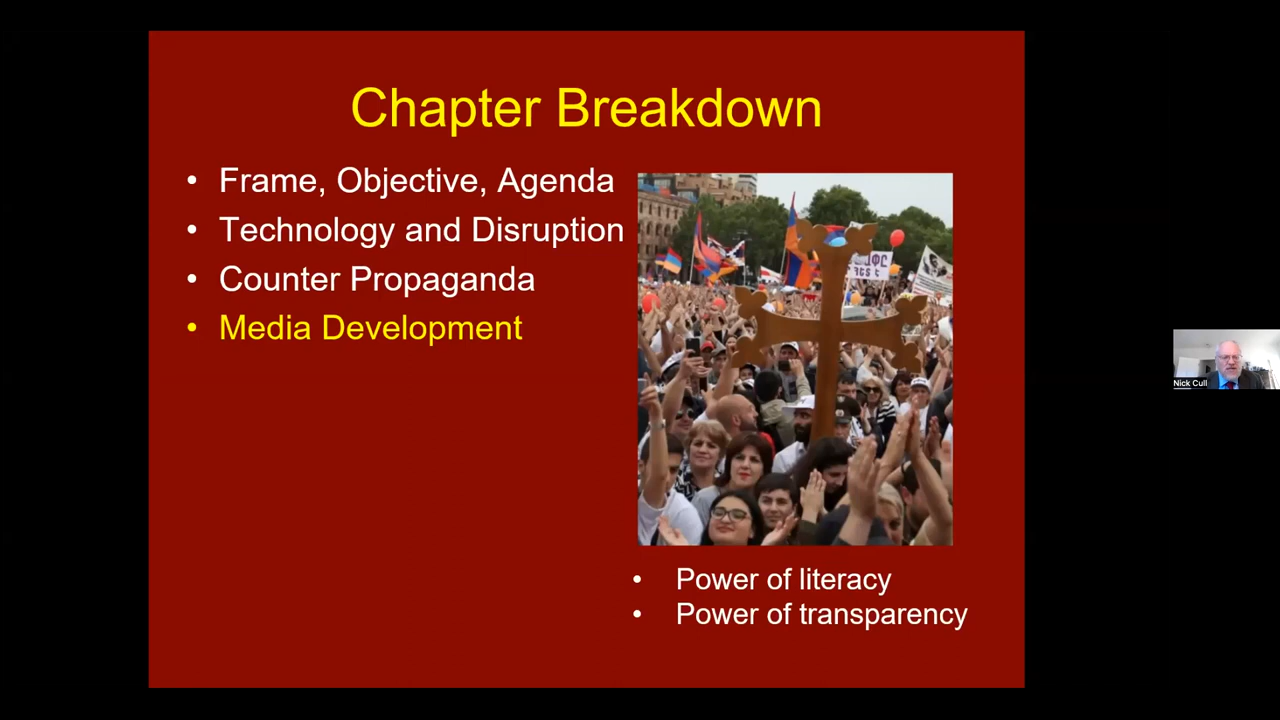 Chapter Breakdown
• Frame, Objective, Agenda
• Technology and Disruption
• Counter Propaganda
• Media Development
• Power of literacy
• Power of transparency
Nick Cull